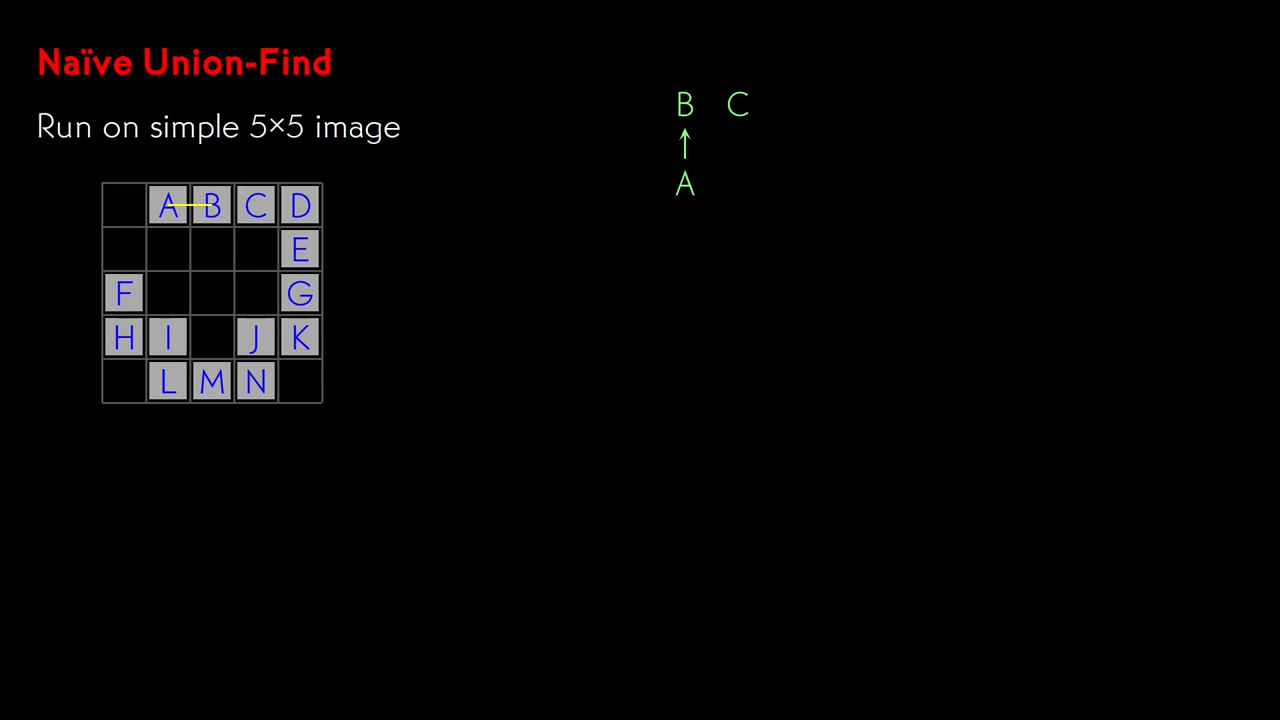 Naïve Union-Find
Run on simple 5×5 image
B C
A
A B C D
E
F G
H I J K
L M N